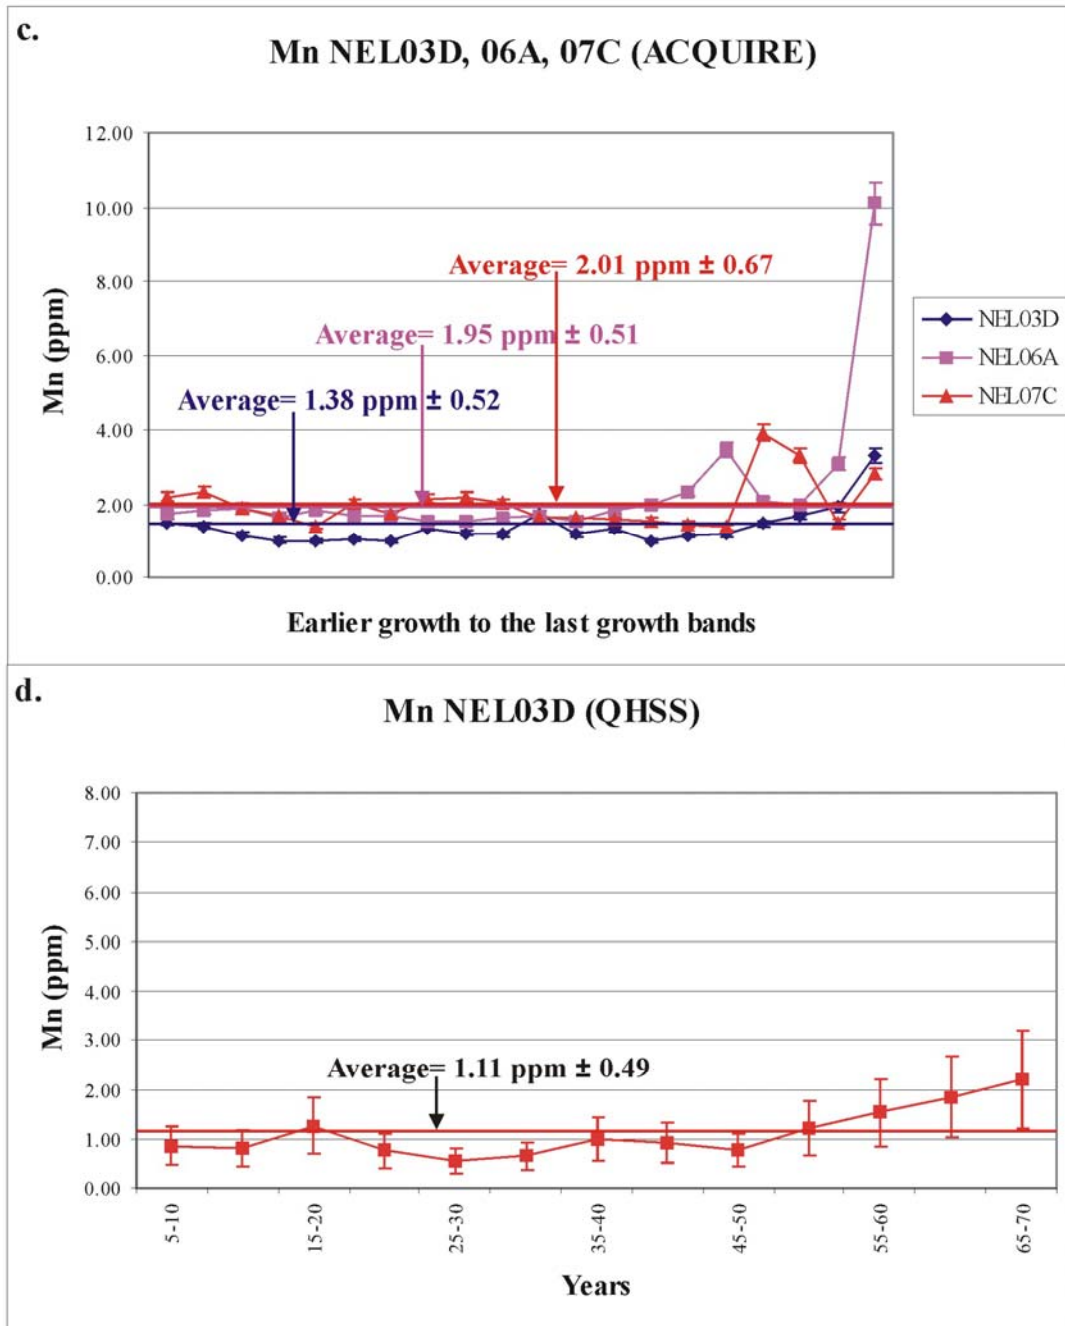 c.
Mn NEL03D, 06A, 07C (ACQUIRE)
12.00
10.00
8.00
6.00
4.00
2.00
0.00
Mn (ppm)
Average= 2.01 ppm ± 0.67
Average= 1.95 ppm ± 0.51
Average= 1.38 ppm ± 0.52
NEL03D
NEL06A
NEL07C
Earlier growth to the last growth bands
d.
Mn NEL03D (QHSS)
8.00
7.00
6.00
5.00
4.00
3.00
2.00
1.00
0.00
Mn (ppm)
Average= 1.11 ppm ± 0.49
5-10
15-20
25-30
35-40
45-50
55-60
65-70
Years